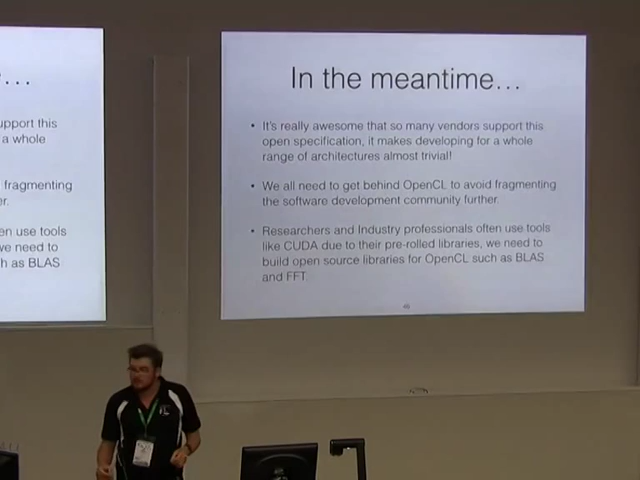 ...
upport this
a whole
fragmenting
r.
en use tools
we need to
h as BLAS
In the meantime...
• It's really awesome that so many vendors support this
open specification, it makes developing for a whole
range of architectures almost trivial!
• We all need to get behind OpenCL to avoid fragmenting
the software development community further.
• Researchers and Industry professionals often use tools
like CUDA due to their pre-rolled libraries, we need to
build open source libraries for OpenCL such as BLAS
and FFT.